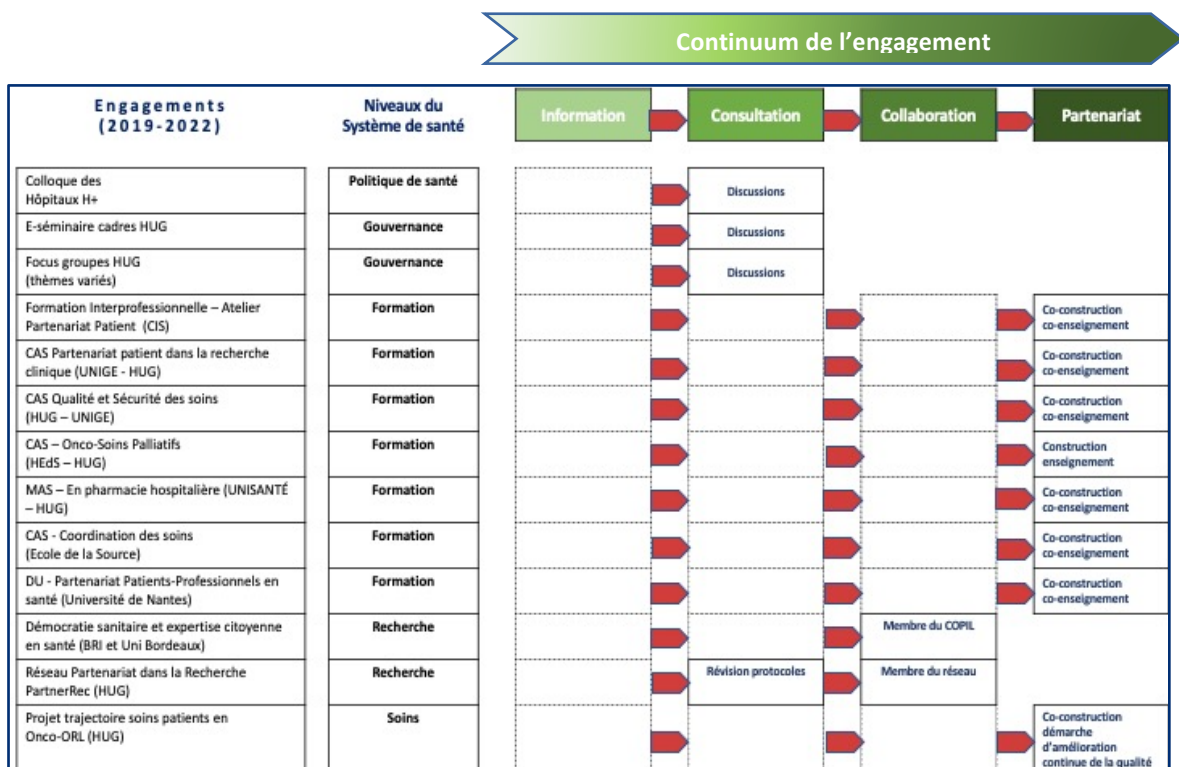 Continuum de l'engagement
Engagements
(2019-2022)
Niveaux du
Système de santé
Information
Consultation
Collaboration
Partenariat
Colloque des
Hôpitaux H+
Politique de santé
Discussions
E-séminaire cadres HUG
Gouvernance
Discussions
Focus groupes HUG
(thèmes variés)
Gouvernance
Discussions
Formation Interprofessionnelle – Atelier
Partenariat Patient (CIS)
Formation
Co-construction
co-enseignement
CAS Partenariat patient dans la recherche
clinique (UNIGE - HUG)
Formation
Co-construction
co-enseignement
CAS Qualité et Sécurité des soins
(HUG – UNIGE)
Formation
Co-construction
co-enseignement
CAS – Onco-Soins Palliatifs
(HEdS – HUG)
Formation
Construction
enseignement
MAS – En pharmacie hospitalière (UNISANTÉ
– HUG)
Formation
Co-construction
co-enseignement
CAS - Coordination des soins
(Ecole de la Source)
Formation
Co-construction
co-enseignement
DU - Partenariat Patients-Professionnels en
santé (Université de Nantes)
Formation
Co-construction
co-enseignement
Démocratie sanitaire et expertise citoyenne
en santé (BRI et Uni Bordeaux)
Recherche
Membre du COPIL
Réseau Partenariat dans la Recherche
PartnerRec (HUG)
Recherche
Révision protocoles
Membre du réseau
Projet trajectoire soins patients en
Onco-ORL (HUG)
Soins
Co-construction
démarche
d'amélioration
continue de la qualité